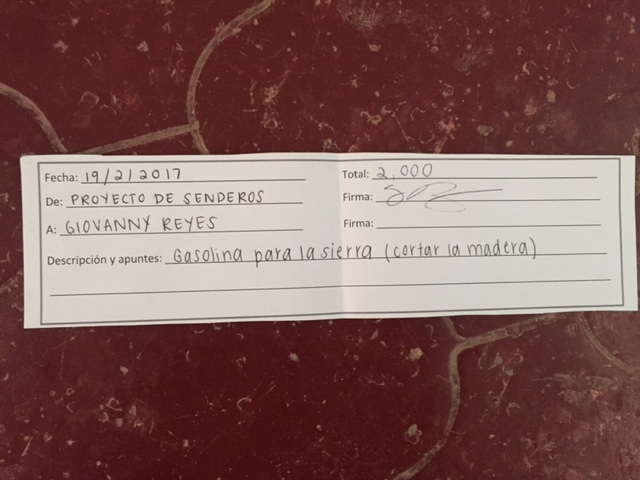 Fecha: 19/2/2017 Total: 2,000
De: PROYECTO DE SENDEROS Firma:
A: GIOVANNY REYES Firma:
Descripción y apuntes: Gasolina para la sierra (cortar la madera)